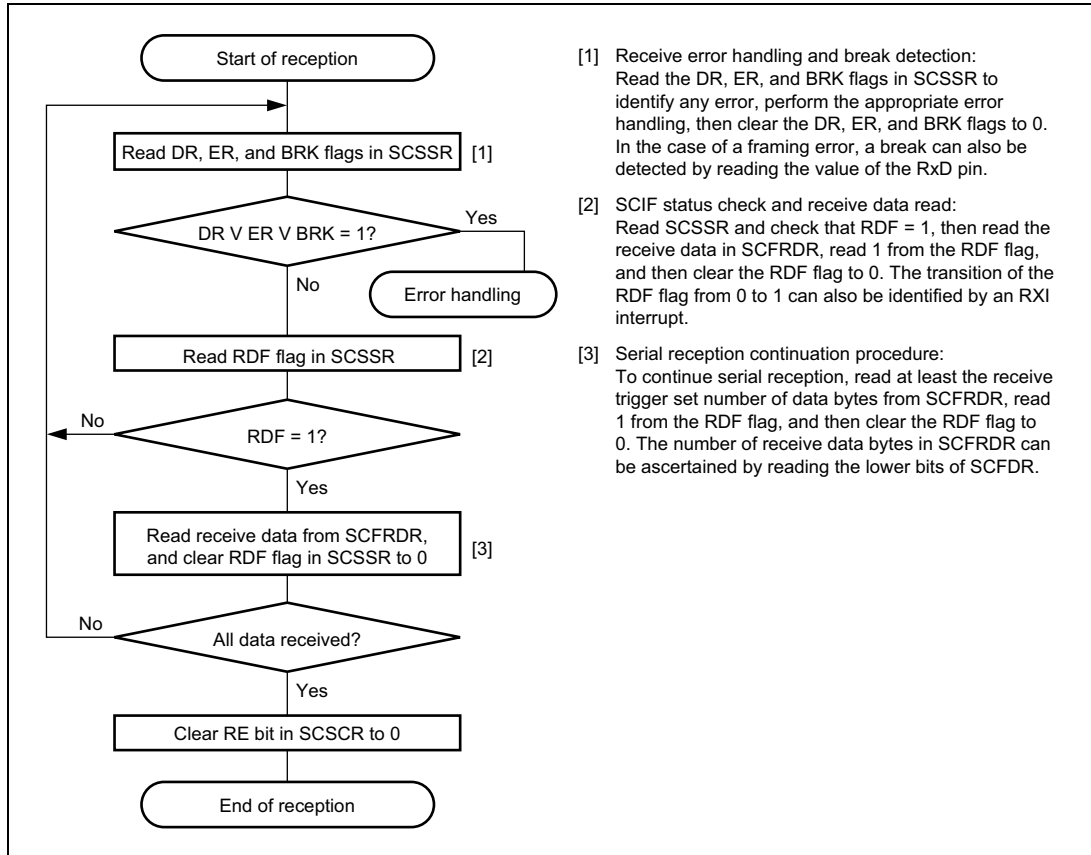 Start of reception
Read DR, ER, and BRK flags in SCSSR [1]
DR V ER V BRK = 1?
Yes
No
Error handling
Read RDF flag in SCSSR [2]
No
RDF = 1?
Yes
Read receive data from SCFRDR,
and clear RDF flag in SCSSR to 0 [3]
No
All data received?
Yes
Clear RE bit in SCSCR to 0
End of reception
[1] Receive error handling and break detection:
Read the DR, ER, and BRK flags in SCSSR to
identify any error, perform the appropriate error
handling, then clear the DR, ER, and BRK flags to 0.
In the case of a framing error, a break can also be
detected by reading the value of the RxD pin.
[2] SCIF status check and receive data read:
Read SCSSR and check that RDF = 1, then read the
receive data in SCFRDR, read 1 from the RDF flag,
and then clear the RDF flag to 0. The transition of the
RDF flag from 0 to 1 can also be identified by an RXI
interrupt.
[3] Serial reception continuation procedure:
To continue serial reception, read at least the receive
trigger set number of data bytes from SCFRDR, read
1 from the RDF flag, and then clear the RDF flag to
0. The number of receive data bytes in SCFRDR can
be ascertained by reading the lower bits of SCFDR.